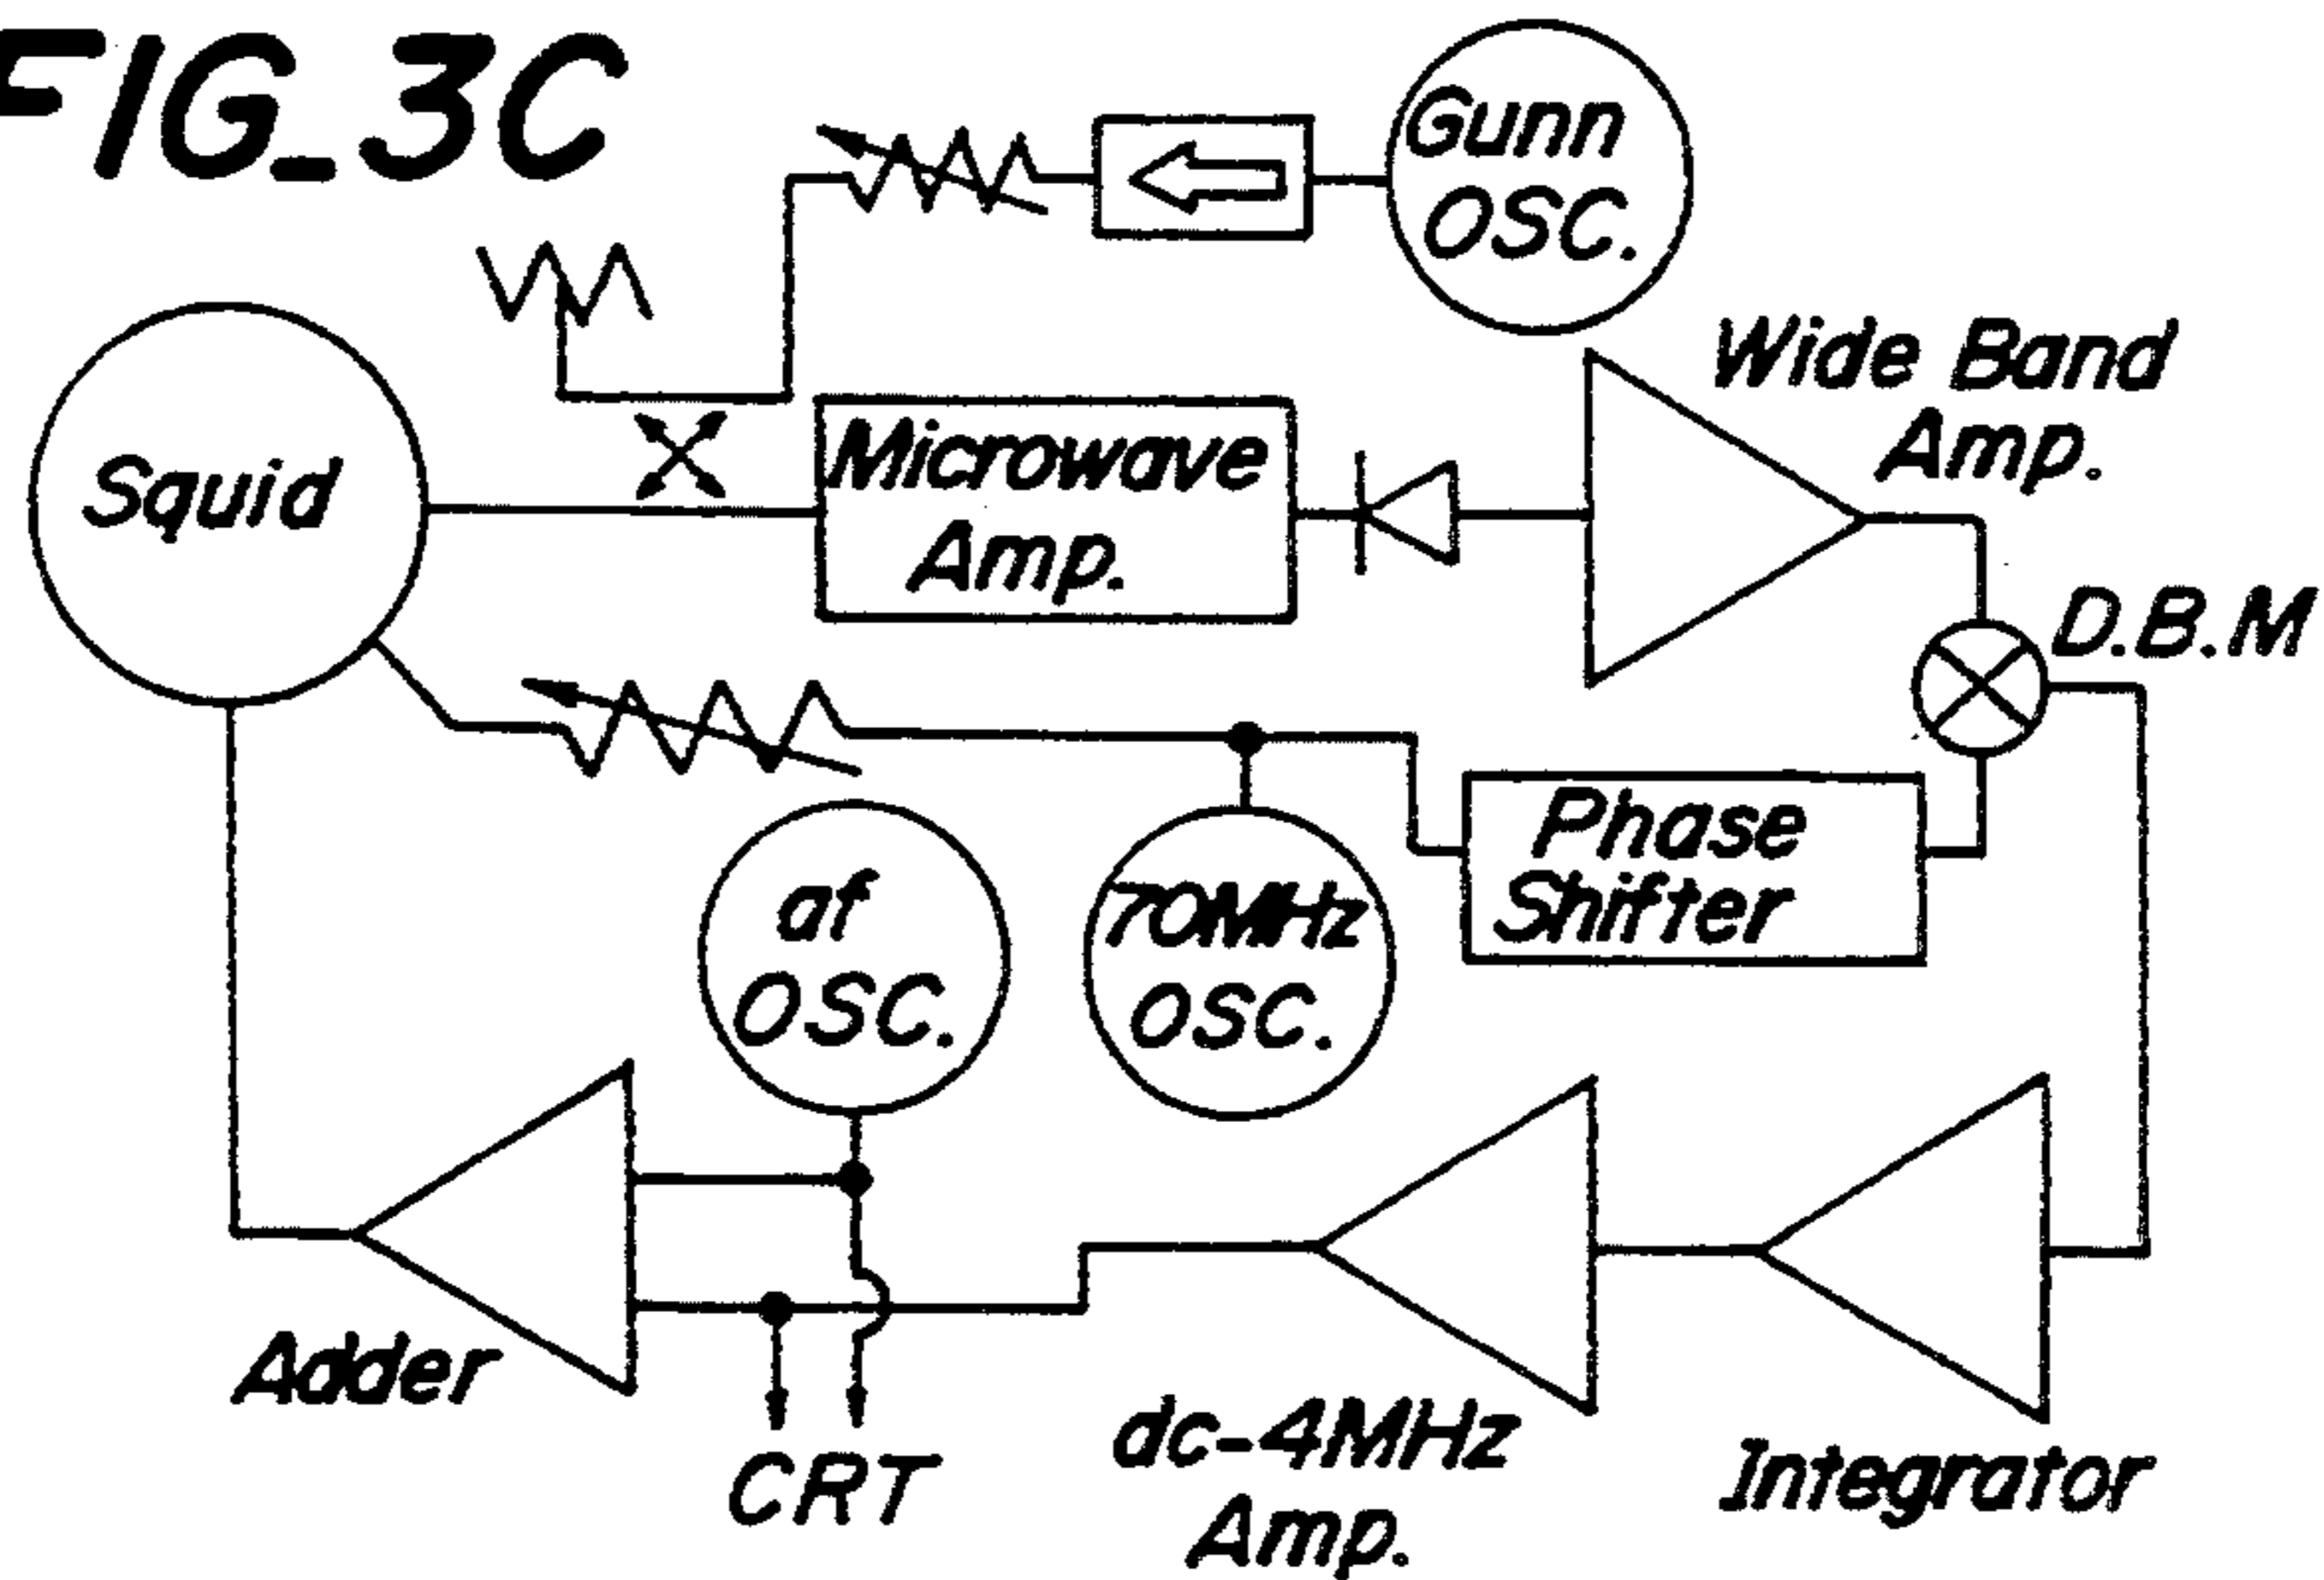 FIG_3C
Gunn
OSC.
Wide Band
Amp.
Squid
Microwave
Amp.
D.B.M
Phase
Shifter
af
OSC.
70MHz
OSC.
Adder
CRT
dc-4MHz
Amp.
Integrator